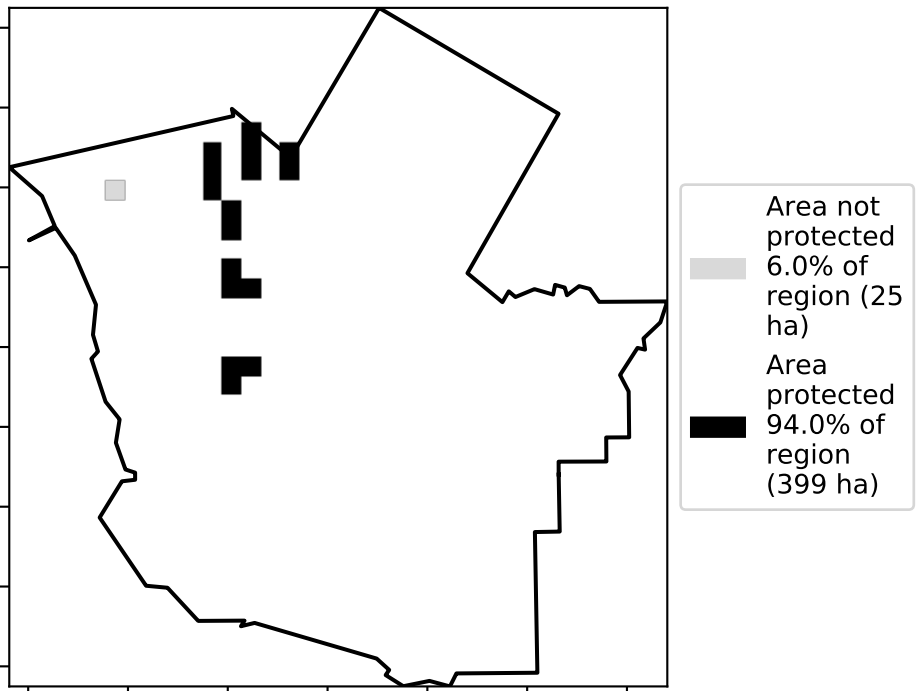 Area not
protected
6.0% of
region (25
ha)
Area
protected
94.0% of
region
(399 ha)